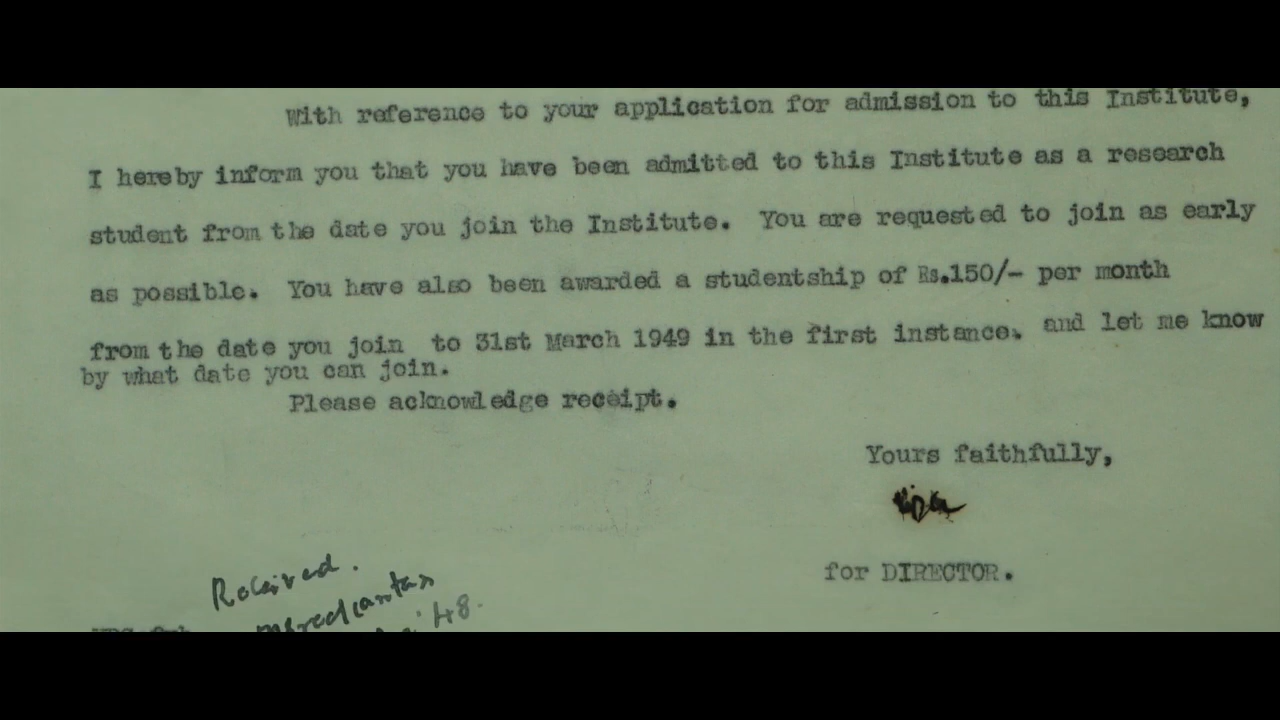 With reference to your application for admission to this Institute,
I hereby inform you that you have been admitted to this Institute as a research
student from the date you join the Institute. You are requested to join as early
as possible. You have also been awarded a studentship of Rs.150/- per month
from the date you join to 31st March 1949 in the first instance. and let me know
by what date you can join.
Please acknowledge receipt.
Yours faithfully,
for DIRECTOR.
Received.
'48.